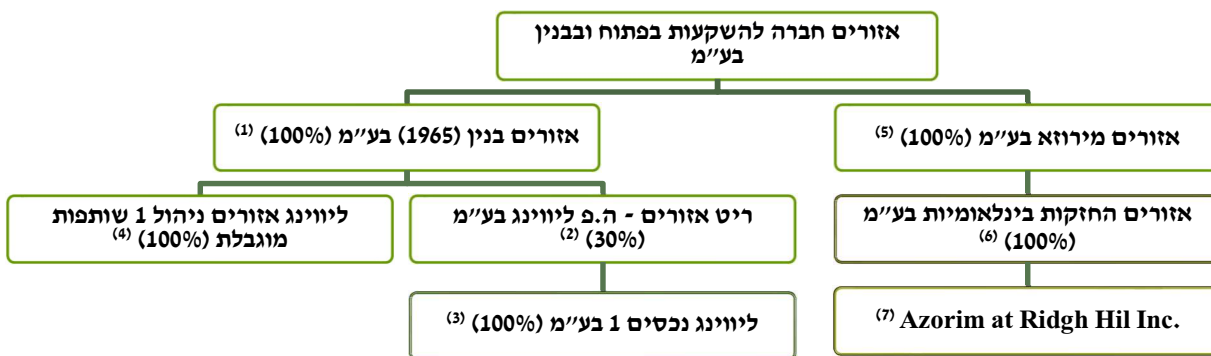 אזורים חברה להשקעות בפתוח ובבנין
בע״מ
אזורים בנין (1965) בע״מ (100%) (1)
אזורים מירוזא בע״מ (100%) (5)
ליווינג אזורים ניהול 1 שותפות
מוגבלת (100%) (4)
ריט אזורים - ה.פ ליווינג בע״מ
(30%) (2)
אזורים החזקות בינלאומיות בע״מ
(100%) (6)
ליווינג נכסים 1 בע״מ (100%) (3)
Azorim at Ridgh Hil Inc. (7)